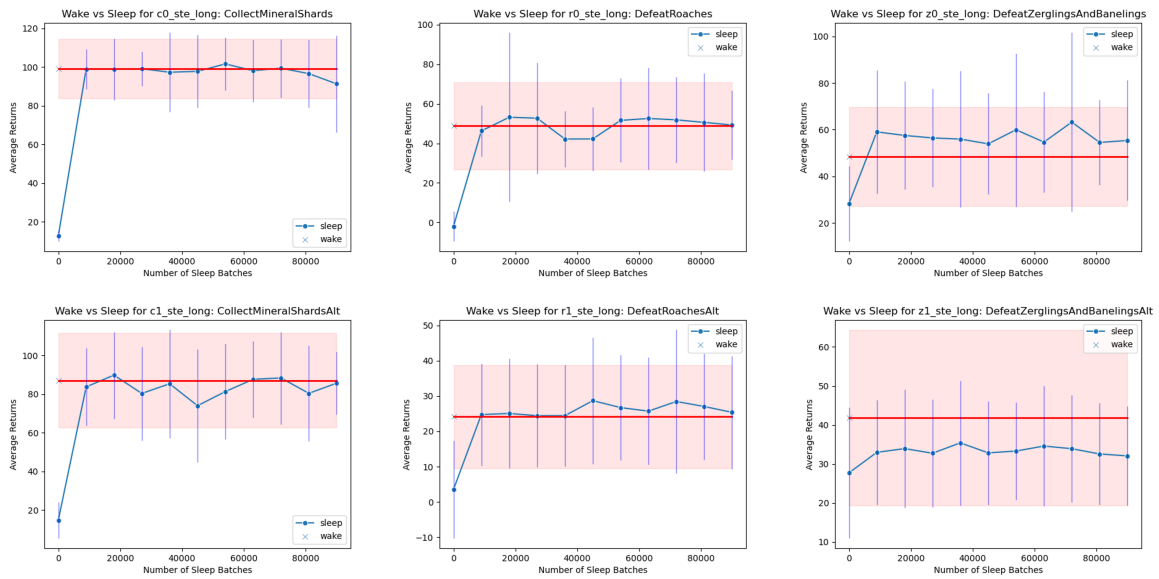 Wake vs Sleep for c0_ste_long: CollectMineralShards
120
100
80
60
40
20
Average Returns
0
20000
40000
60000
80000
Number of Sleep Batches
sleep
wake
Wake vs Sleep for r0_ste_long: DefeatRoaches
100
80
60
40
20
0
Average Returns
0
20000
40000
60000
80000
Number of Sleep Batches
sleep
wake
Wake vs Sleep for z0_ste_long: DefeatZerglingsAndBanelings
100
80
60
40
20
Average Returns
0
20000
40000
60000
80000
Number of Sleep Batches
sleep
wake
Wake vs Sleep for c1_ste_long: CollectMineralShardsAlt
100
80
60
40
20
Average Returns
0
20000
40000
60000
80000
Number of Sleep Batches
sleep
wake
Wake vs Sleep for r1_ste_long: DefeatRoachesAlt
50
40
30
20
10
0
−10
Average Returns
0
20000
40000
60000
80000
Number of Sleep Batches
sleep
wake
Wake vs Sleep for z1_ste_long: DefeatZerglingsAndBanelingsAlt
60
50
40
30
20
10
Average Returns
0
20000
40000
60000
80000
Number of Sleep Batches
sleep
wake